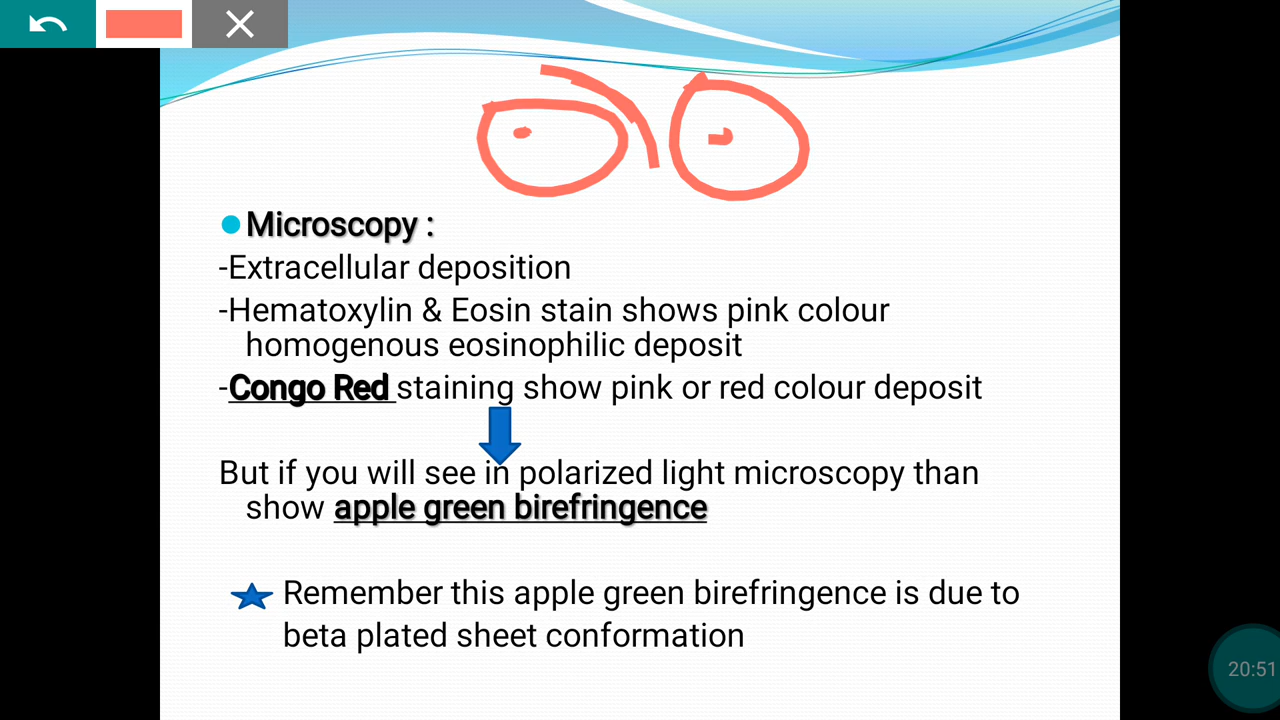 Microscopy :
-Extracellular deposition
-Hematoxylin & Eosin stain shows pink colour
homogenous eosinophilic deposit
-Congo Red staining show pink or red colour deposit
But if you will see in polarized light microscopy than
show apple green birefringence
Remember this apple green birefringence is due to
beta plated sheet conformation
20:51